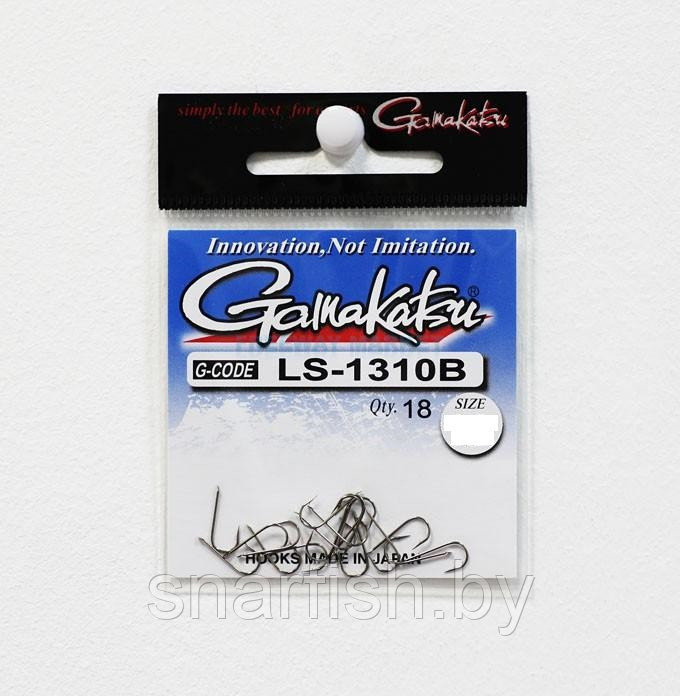 simply the best for experts
Gamakatsu
Innovation,Not Imitation.
Gamakatsu®
G-CODE LS-1310B
Qty. 18 SIZE
HOOKS MADE IN JAPAN
snarfish.by